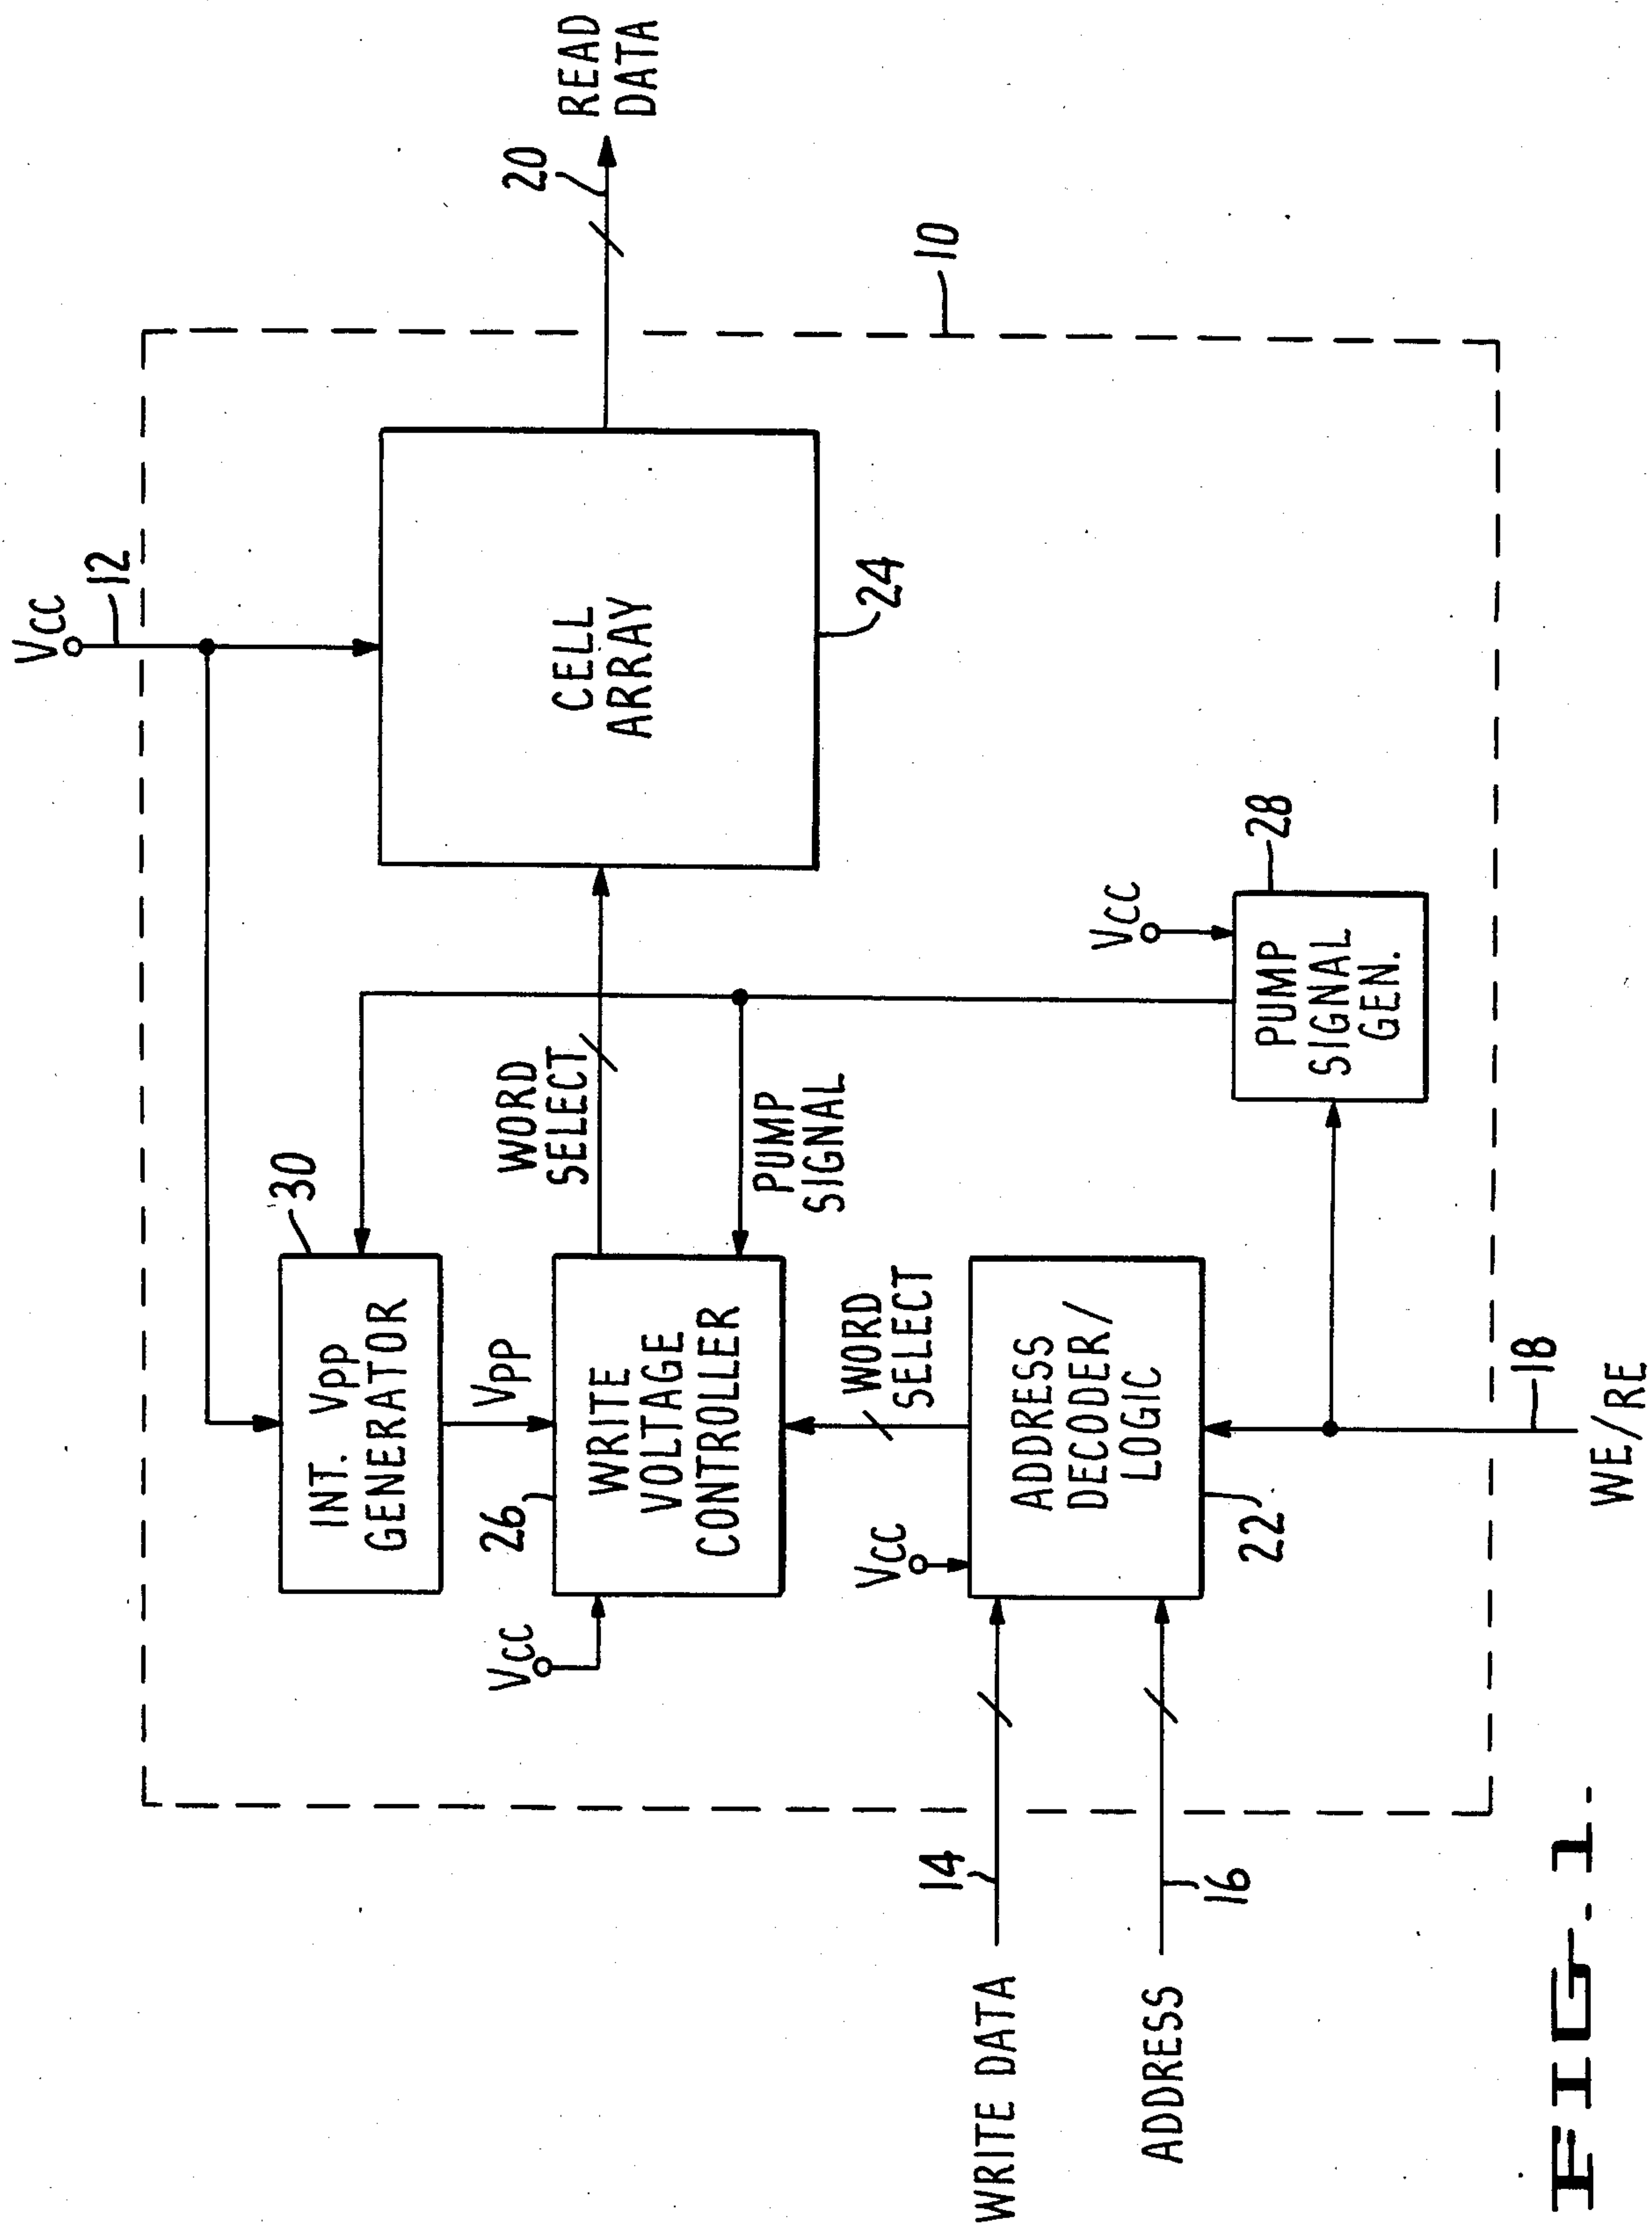 VCC
12
30
INT. VPP
GENERATOR
VPP
26
VCC
WRITE
VOLTAGE
CONTROLLER
WORD
SELECT
PUMP
SIGNAL
CELL
ARRAY
24
20
READ
DATA
10
WORD
SELECT
VCC
ADDRESS
DECODER/
LOGIC
22
VCC
28
PUMP
SIGNAL
GEN.
14
WRITE DATA
16
ADDRESS
18
WE/RE
FIG. 1.